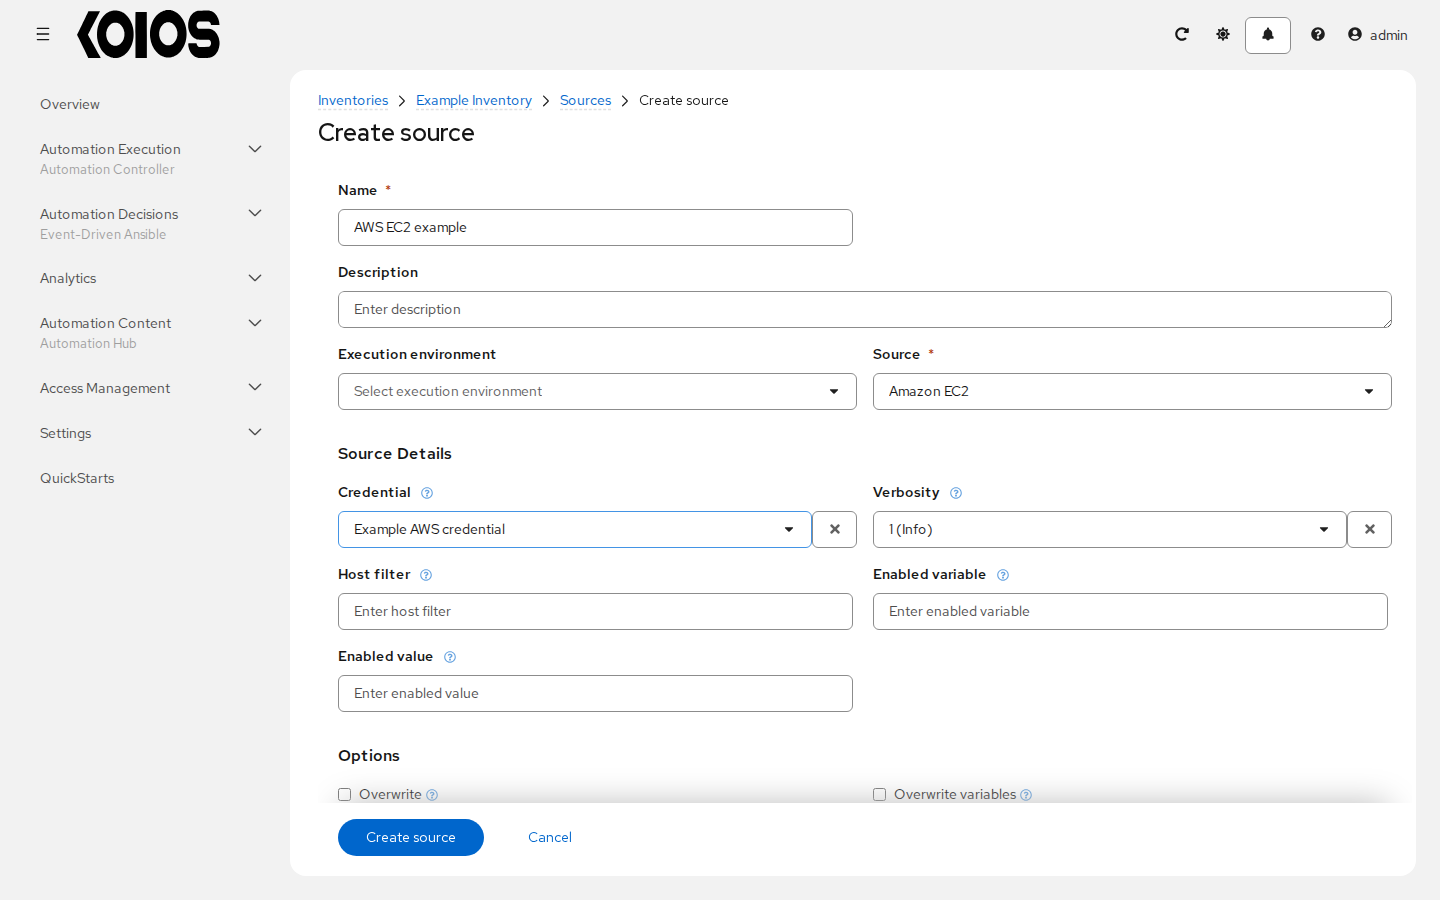 KOIOS
admin
Overview
Automation Execution
Automation Controller
Automation Decisions
Event-Driven Ansible
Analytics
Automation Content
Automation Hub
Access Management
Settings
QuickStarts
Inventories > Example Inventory > Sources > Create source
Create source
Name *
AWS EC2 example
Description
Enter description
Execution environment Source *
Select execution environment Amazon EC2
Source Details
Credential Verbosity
Example AWS credential 1 (Info)
Host filter Enabled variable
Enter host filter Enter enabled variable
Enabled value
Enter enabled value
Options
Overwrite Overwrite variables
Create source Cancel